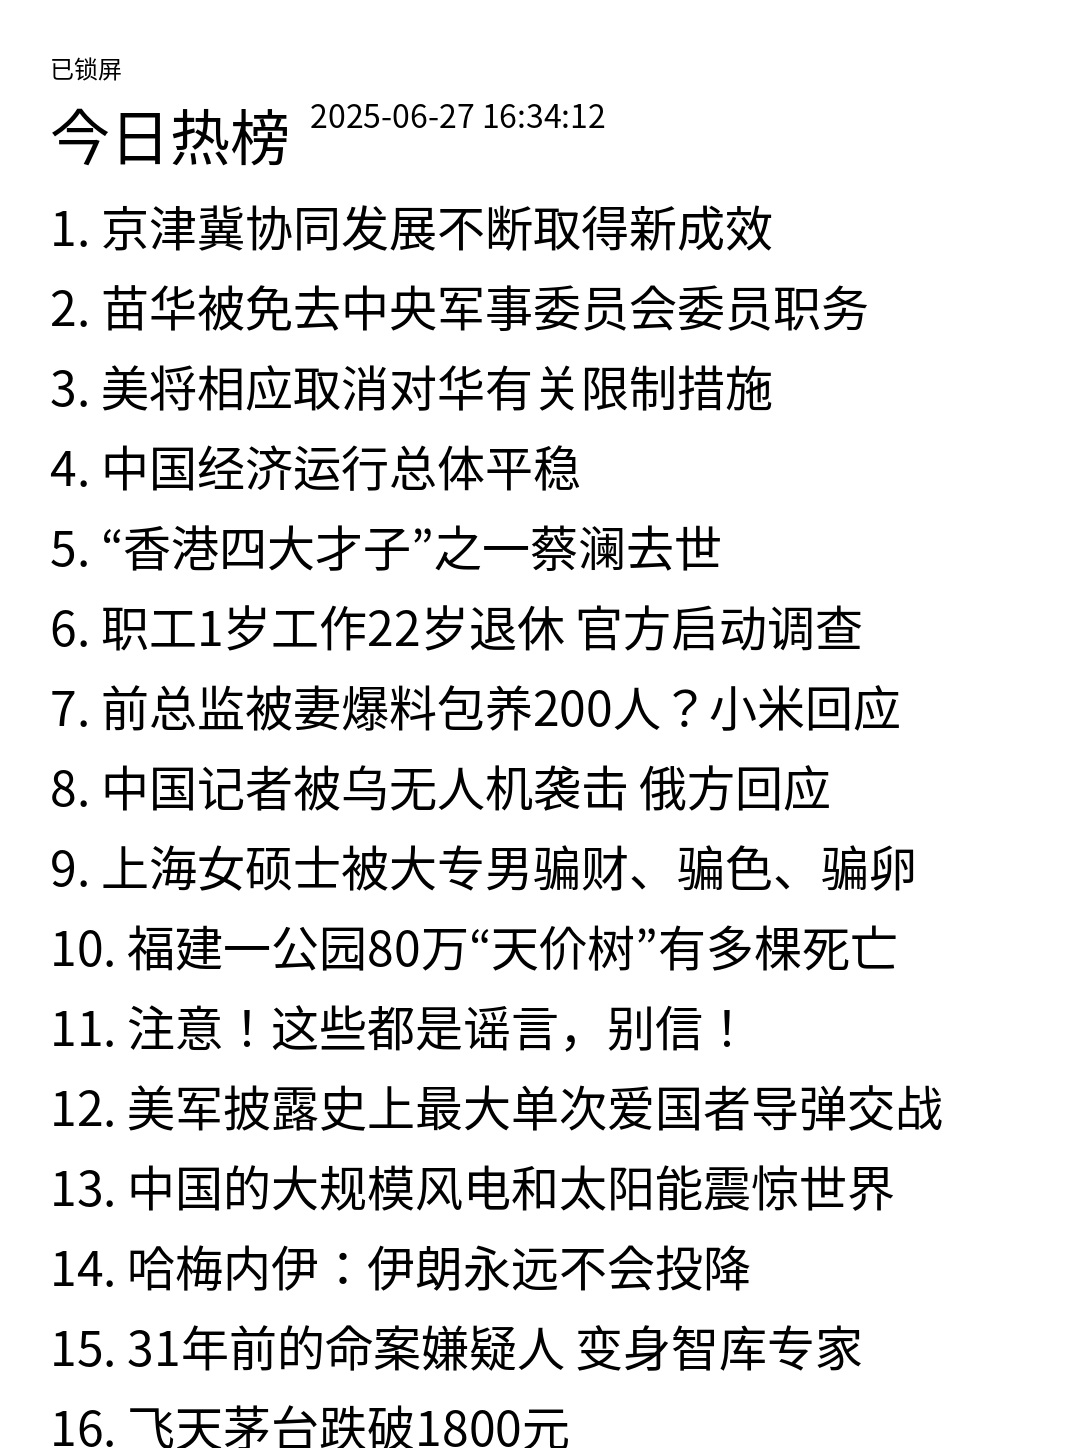 已锁屏
今日热榜 2025-06-27 16:34:12
1. 京津冀协同发展不断取得新成效
2. 苗华被免去中央军事委员会委员职务
3. 美将相应取消对华有关限制措施
4. 中国经济运行总体平稳
5. “香港四大才子”之一蔡澜去世
6. 职工1岁工作22岁退休 官方启动调查
7. 前总监被妻爆料包养200人？小米回应
8. 中国记者被乌无人机袭击 俄方回应
9. 上海女硕士被大专男骗财、骗色、骗卵
10. 福建一公园80万“天价树”有多棵死亡
11. 注意！这些都是谣言，别信！
12. 美军披露史上最大单次爱国者导弹交战
13. 中国的大规模风电和太阳能震惊世界
14. 哈梅内伊：伊朗永远不会投降
15. 31年前的命案嫌疑人 变身智库专家
16. 飞天茅台跌破1800元